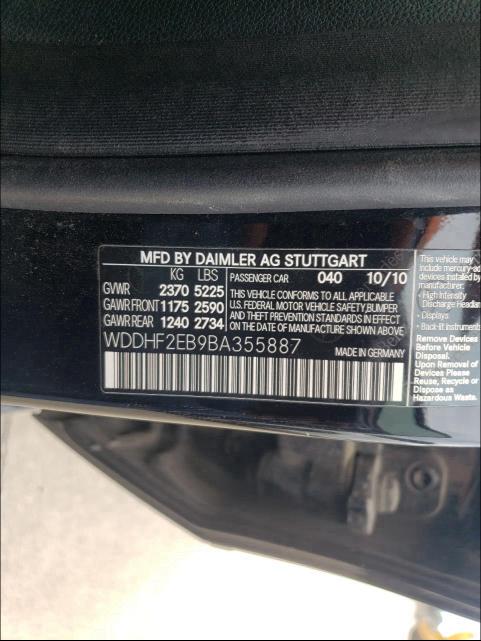 MFD BY DAIMLER AG STUTTGART
KG LBS PASSENGER CAR 040 10/10
GVWR 2370 5225
GAWR FRONT 1175 2590
GAWR REAR 1240 2734
THIS VEHICLE CONFORMS TO ALL APPLICABLE
U.S. FEDERAL MOTOR VEHICLE SAFETY, BUMPER,
AND THEFT PREVENTION STANDARDS IN EFFECT
ON THE DATE OF MANUFACTURE SHOWN ABOVE.
WDDHF2EB9BA355887 MADE IN GERMANY
This vehicle may
include mercury-ad
devices installed by
manufacturer:
• High Intensity
Discharge Headlam
• Displays
• Back-lit instruments
Remove Devices
Before Vehicle
Disposal.
Upon Removal of
Devices Please
Reuse, Recycle or
Dispose as
Hazardous Waste.